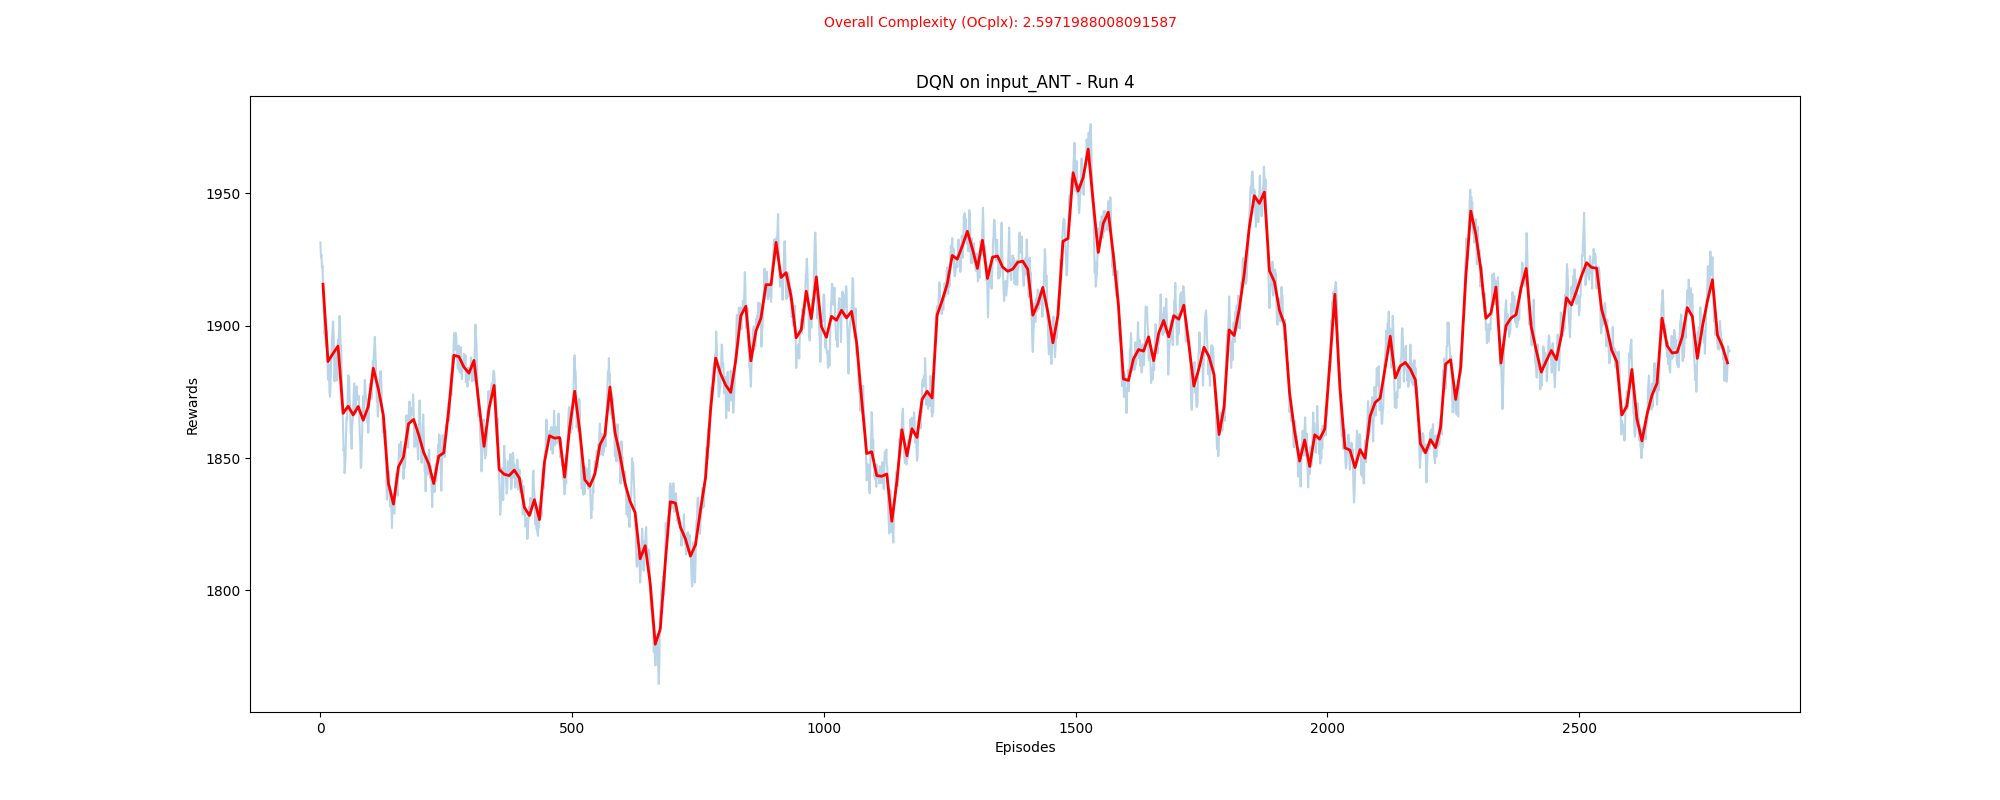 Overall Complexity (OCplx): 2.5971988008091587
DQN on input_ANT - Run 4
1950
1900
1850
1800
Rewards
0 500 1000 1500 2000 2500
Episodes